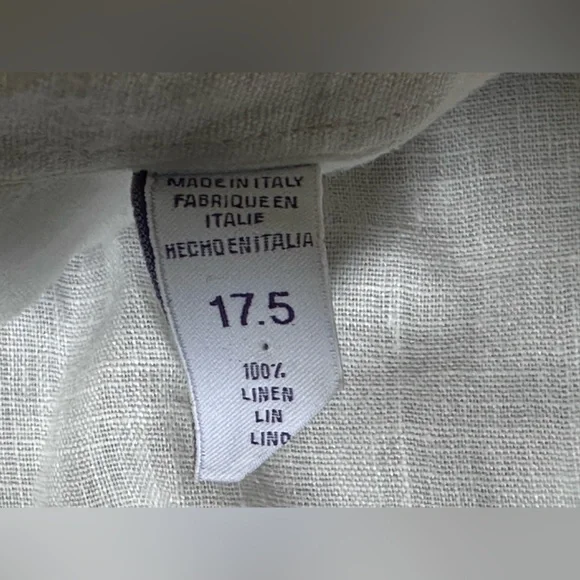 MADE IN ITALY
FABRIQUE EN
ITALIE
HECHO EN ITALIA
17.5
100%
LINEN
LIN
LINO